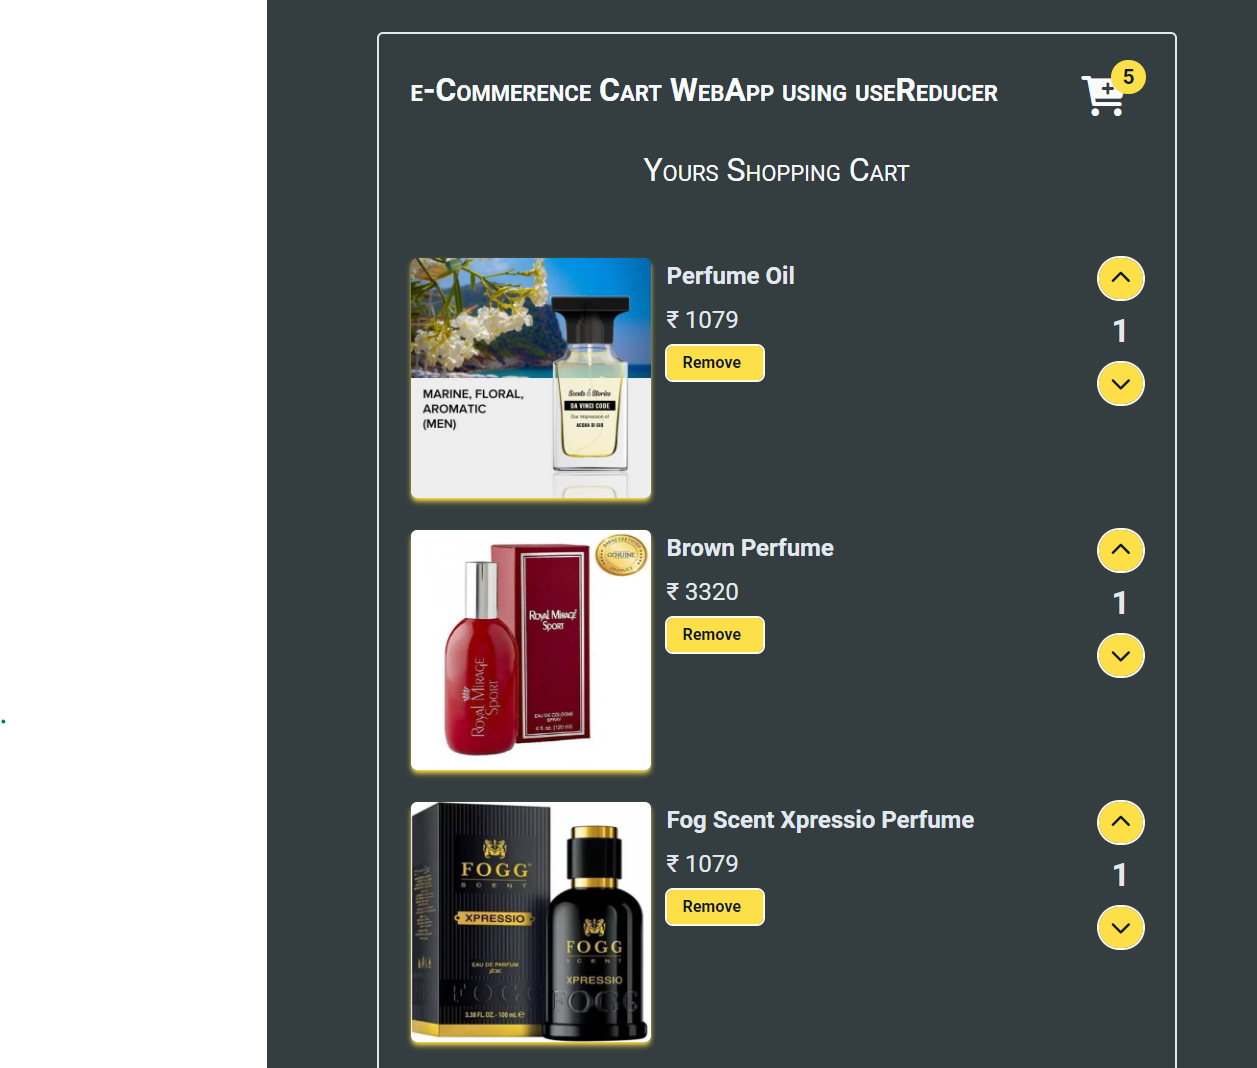 e-Commerence Cart WebApp using useReducer
5
Yours Shopping Cart
Perfume Oil
₹ 1079
Remove
1
MARINE, FLORAL,
AROMATIC
(MEN)
Scents & Stories
DA VINCI CODE
Our Impression of
ACQUA DI GIO
Brown Perfume
₹ 3320
Remove
1
GENUINE
PRODUCT
Royal Mirage
Sport
EAU DE COLOGNE
SPRAY
4 fl oz. (120 ml)
Royal Mirage
Sport
Fog Scent Xpressio Perfume
₹ 1079
Remove
1
FOGG
SCENT
XPRESSIO
EAU DE PARFUM
3.38 FL.OZ.- 100 ml. e
FOGG
FOGG
SCENT
XPRESSIO
FOGG